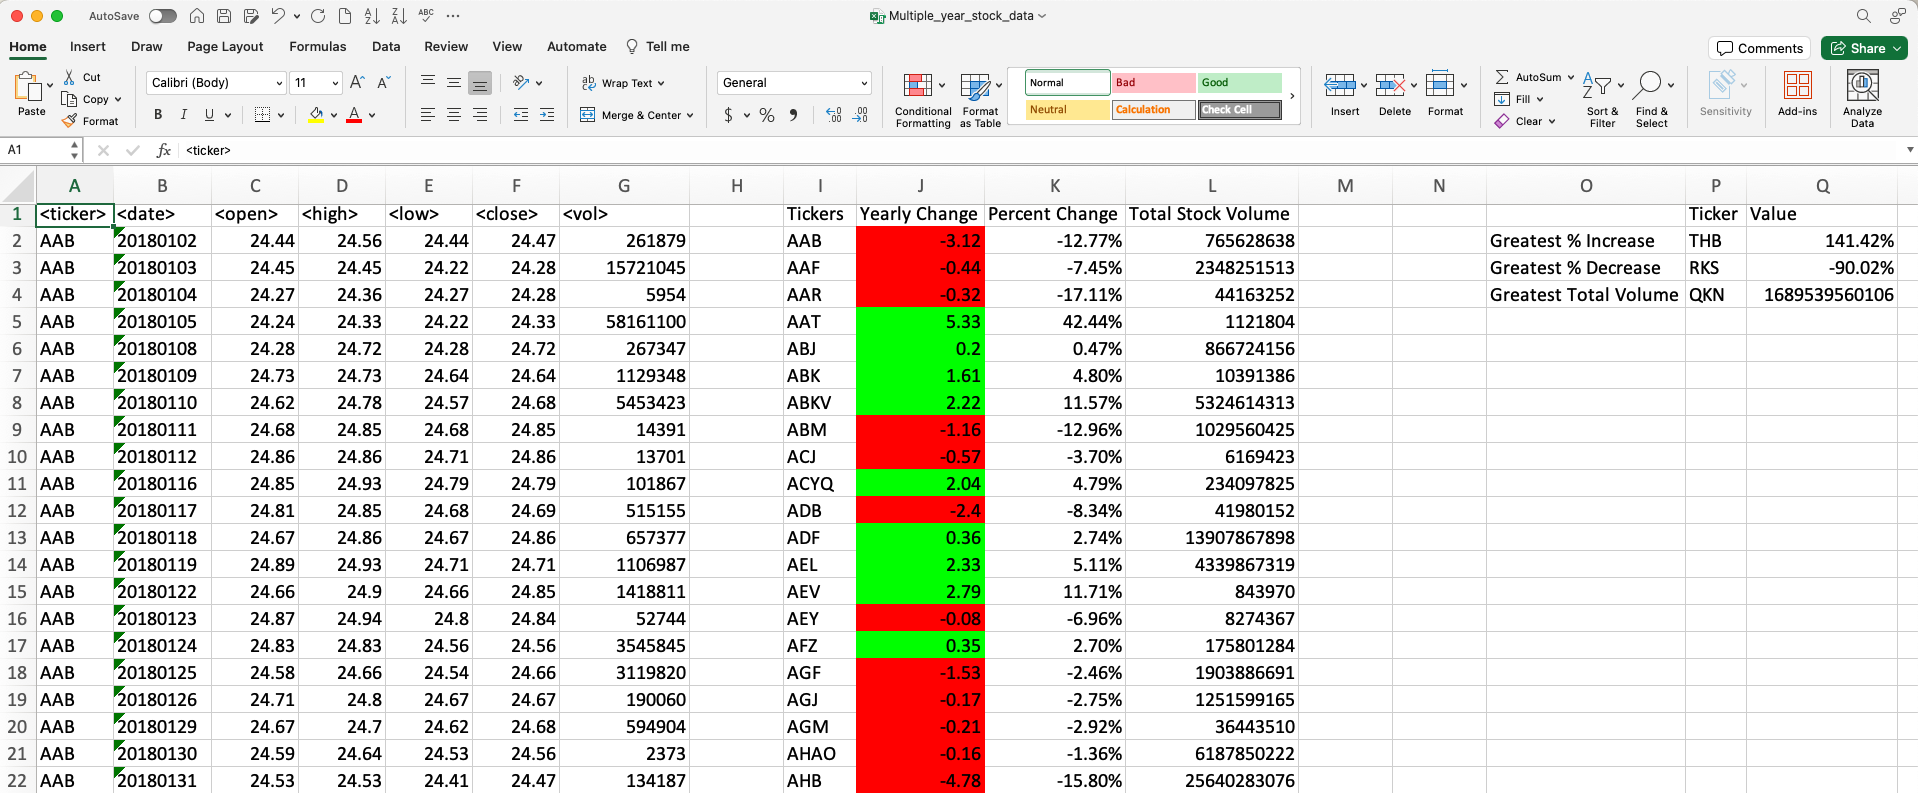 AutoSave ABC ... Multiple_year_stock_data
Home Insert Draw Page Layout Formulas Data Review View Automate Tell me Comments Share
Paste Cut Copy Format
Calibri (Body) 11 A A
B I U A
ab Wrap Text
Merge & Center
General
$ % 9
Conditional Formatting Format as Table
Normal Bad Good
Neutral Calculation Check Cell
Insert Delete Format
AutoSum Fill Clear
Sort & Filter Find & Select Sensitivity Add-ins Analyze Data
A1 fx <ticker>
A B C D E F G H I J K L M N O P Q
1 <ticker> <date> <open> <high> <low> <close> <vol> Tickers Yearly Change Percent Change Total Stock Volume Ticker Value
2 AAB 20180102 24.44 24.56 24.44 24.47 261879 AAB -3.12 -12.77% 765628638 Greatest % Increase THB 141.42%
3 AAB 20180103 24.45 24.45 24.22 24.28 15721045 AAF -0.44 -7.45% 2348251513 Greatest % Decrease RKS -90.02%
4 AAB 20180104 24.27 24.36 24.27 24.28 5954 AAR -0.32 -17.11% 44163252 Greatest Total Volume QKN 1689539560106
5 AAB 20180105 24.24 24.33 24.22 24.33 58161100 AAT 5.33 42.44% 1121804
6 AAB 20180108 24.28 24.72 24.28 24.72 267347 ABJ 0.2 0.47% 866724156
7 AAB 20180109 24.73 24.73 24.64 24.64 1129348 ABK 1.61 4.80% 10391386
8 AAB 20180110 24.62 24.78 24.57 24.68 5453423 ABKV 2.22 11.57% 5324614313
9 AAB 20180111 24.68 24.85 24.68 24.85 14391 ABM -1.16 -12.96% 1029560425
10 AAB 20180112 24.86 24.86 24.71 24.86 13701 ACJ -0.57 -3.70% 6169423
11 AAB 20180116 24.85 24.93 24.79 24.79 101867 ACYQ 2.04 4.79% 234097825
12 AAB 20180117 24.81 24.85 24.68 24.69 515155 ADB -2.4 -8.34% 41980152
13 AAB 20180118 24.67 24.86 24.67 24.86 657377 ADF 0.36 2.74% 13907867898
14 AAB 20180119 24.89 24.93 24.71 24.71 1106987 AEL 2.33 5.11% 4339867319
15 AAB 20180122 24.66 24.9 24.66 24.85 1418811 AEV 2.79 11.71% 843970
16 AAB 20180123 24.87 24.94 24.8 24.84 52744 AEY -0.08 -6.96% 8274367
17 AAB 20180124 24.83 24.83 24.56 24.56 3545845 AFZ 0.35 2.70% 175801284
18 AAB 20180125 24.58 24.66 24.54 24.66 3119820 AGF -1.53 -2.46% 1903886691
19 AAB 20180126 24.71 24.8 24.67 24.67 190060 AGJ -0.17 -2.75% 1251599165
20 AAB 20180129 24.67 24.7 24.62 24.68 594904 AGM -0.21 -2.92% 36443510
21 AAB 20180130 24.59 24.64 24.53 24.56 2373 AHAO -0.16 -1.36% 6187850222
22 AAB 20180131 24.53 24.53 24.41 24.47 134187 AHB -4.78 -15.80% 25640283076